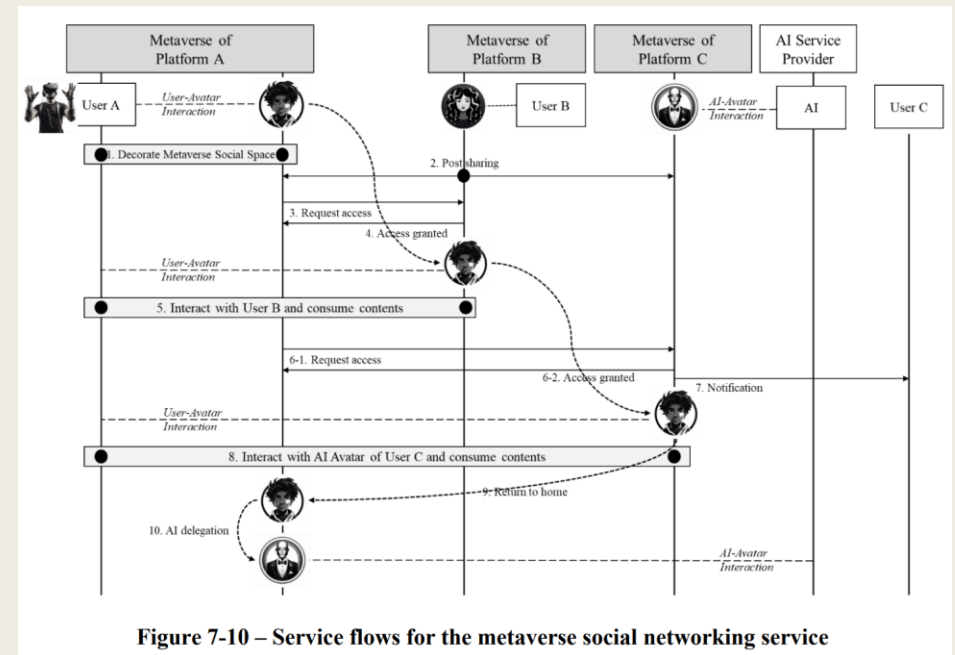 Metaverse of
Platform A
Metaverse of
Platform B
Metaverse of
Platform C
AI Service
Provider
User A
User-Avatar
Interaction
User B
AI-Avatar
Interaction
AI
User C
1. Decorate Metaverse Social Space
2. Post sharing
3. Request access
4. Access granted
User-Avatar
Interaction
5. Interact with User B and consume contents
6-1. Request access
6-2. Access granted
7. Notification
User-Avatar
Interaction
8. Interact with AI Avatar of User C and consume contents
9. Return to home
10. AI delegation
AI-Avatar
Interaction
Figure 7-10 – Service flows for the metaverse social networking service